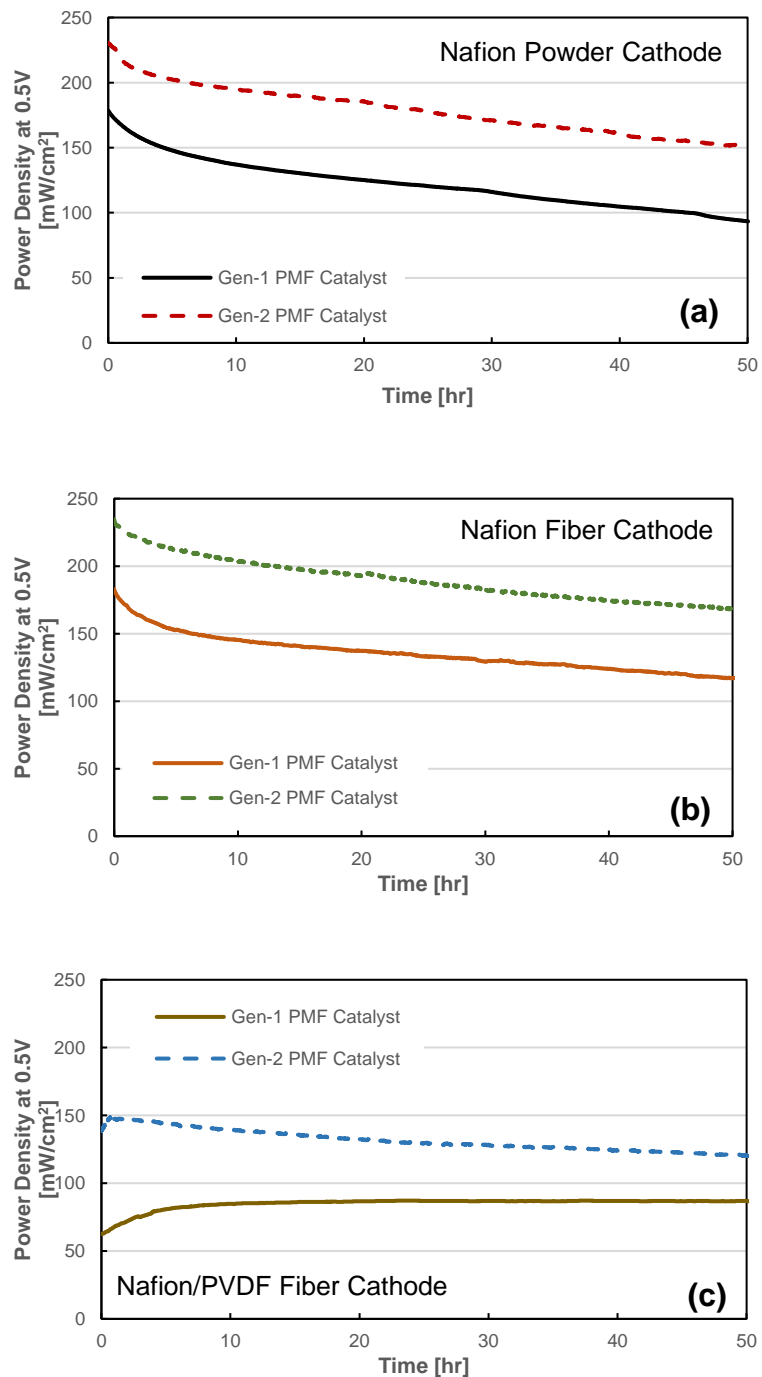 250
200
150
100
50
0
Power Density at 0.5V
[mW/cm²]
Nafion Powder Cathode
Gen-1 PMF Catalyst
Gen-2 PMF Catalyst
(a)
0 10 20 30 40 50
Time [hr]
250
200
150
100
50
0
Power Density at 0.5V
[mW/cm²]
Nafion Fiber Cathode
Gen-1 PMF Catalyst
Gen-2 PMF Catalyst
(b)
0 10 20 30 40 50
Time [hr]
250
200
150
100
50
0
Power Density at 0.5V
[mW/cm²]
Gen-1 PMF Catalyst
Gen-2 PMF Catalyst
Nafion/PVDF Fiber Cathode
(c)
0 10 20 30 40 50
Time [hr]